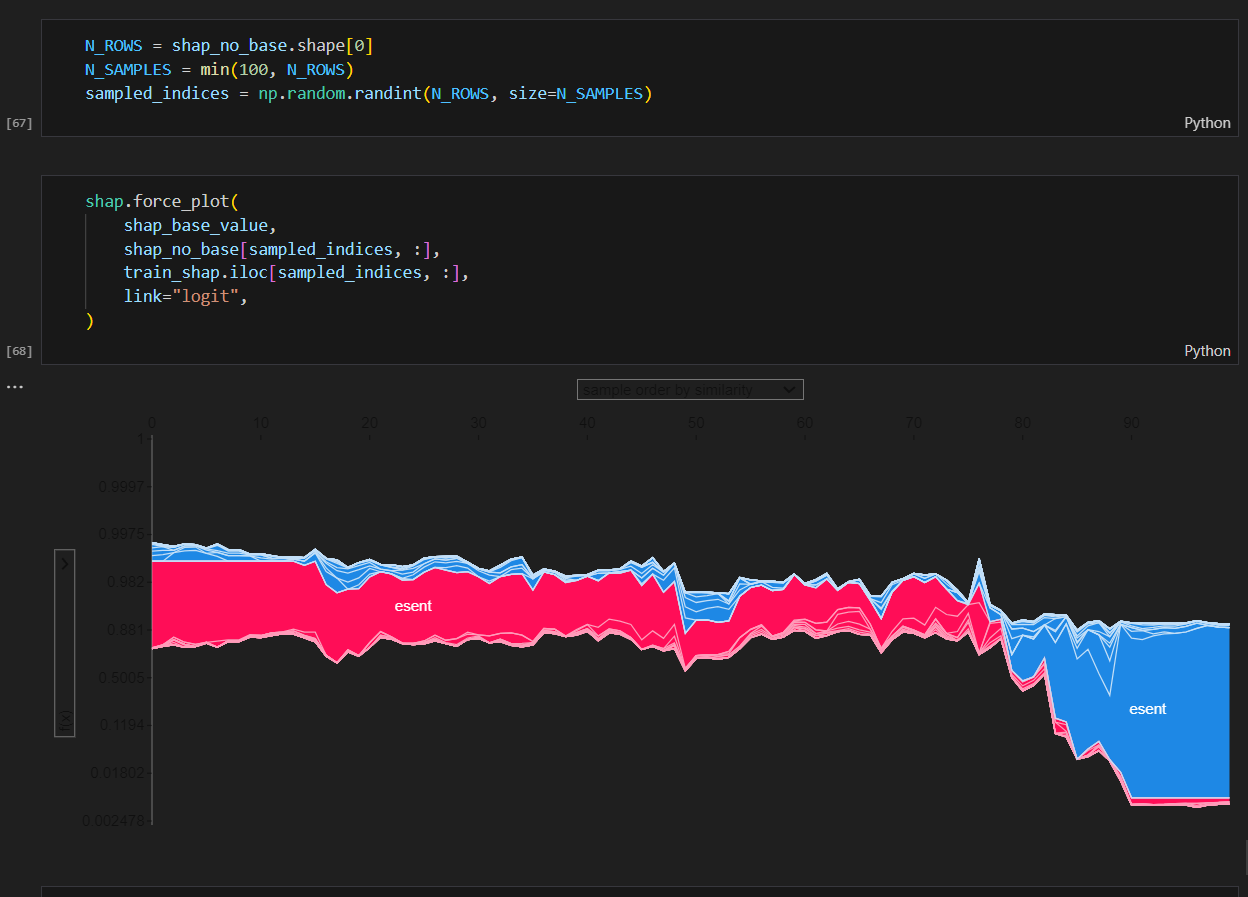 N_ROWS = shap_no_base.shape[0]
N_SAMPLES = min(100, N_ROWS)
sampled_indices = np.random.randint(N_ROWS, size=N_SAMPLES)
[67]
Python
shap.force_plot(
    shap_base_value,
    shap_no_base[sampled_indices, :],
    train_shap.iloc[sampled_indices, :],
    link="logit",
)
[68]
Python
...
sample order by similarity
0 10 20 30 40 50 60 70 80 90
1
0.9997
0.9975
0.982
0.881
0.5005
0.1194
0.01802
0.002478
f(x)
esent
esent